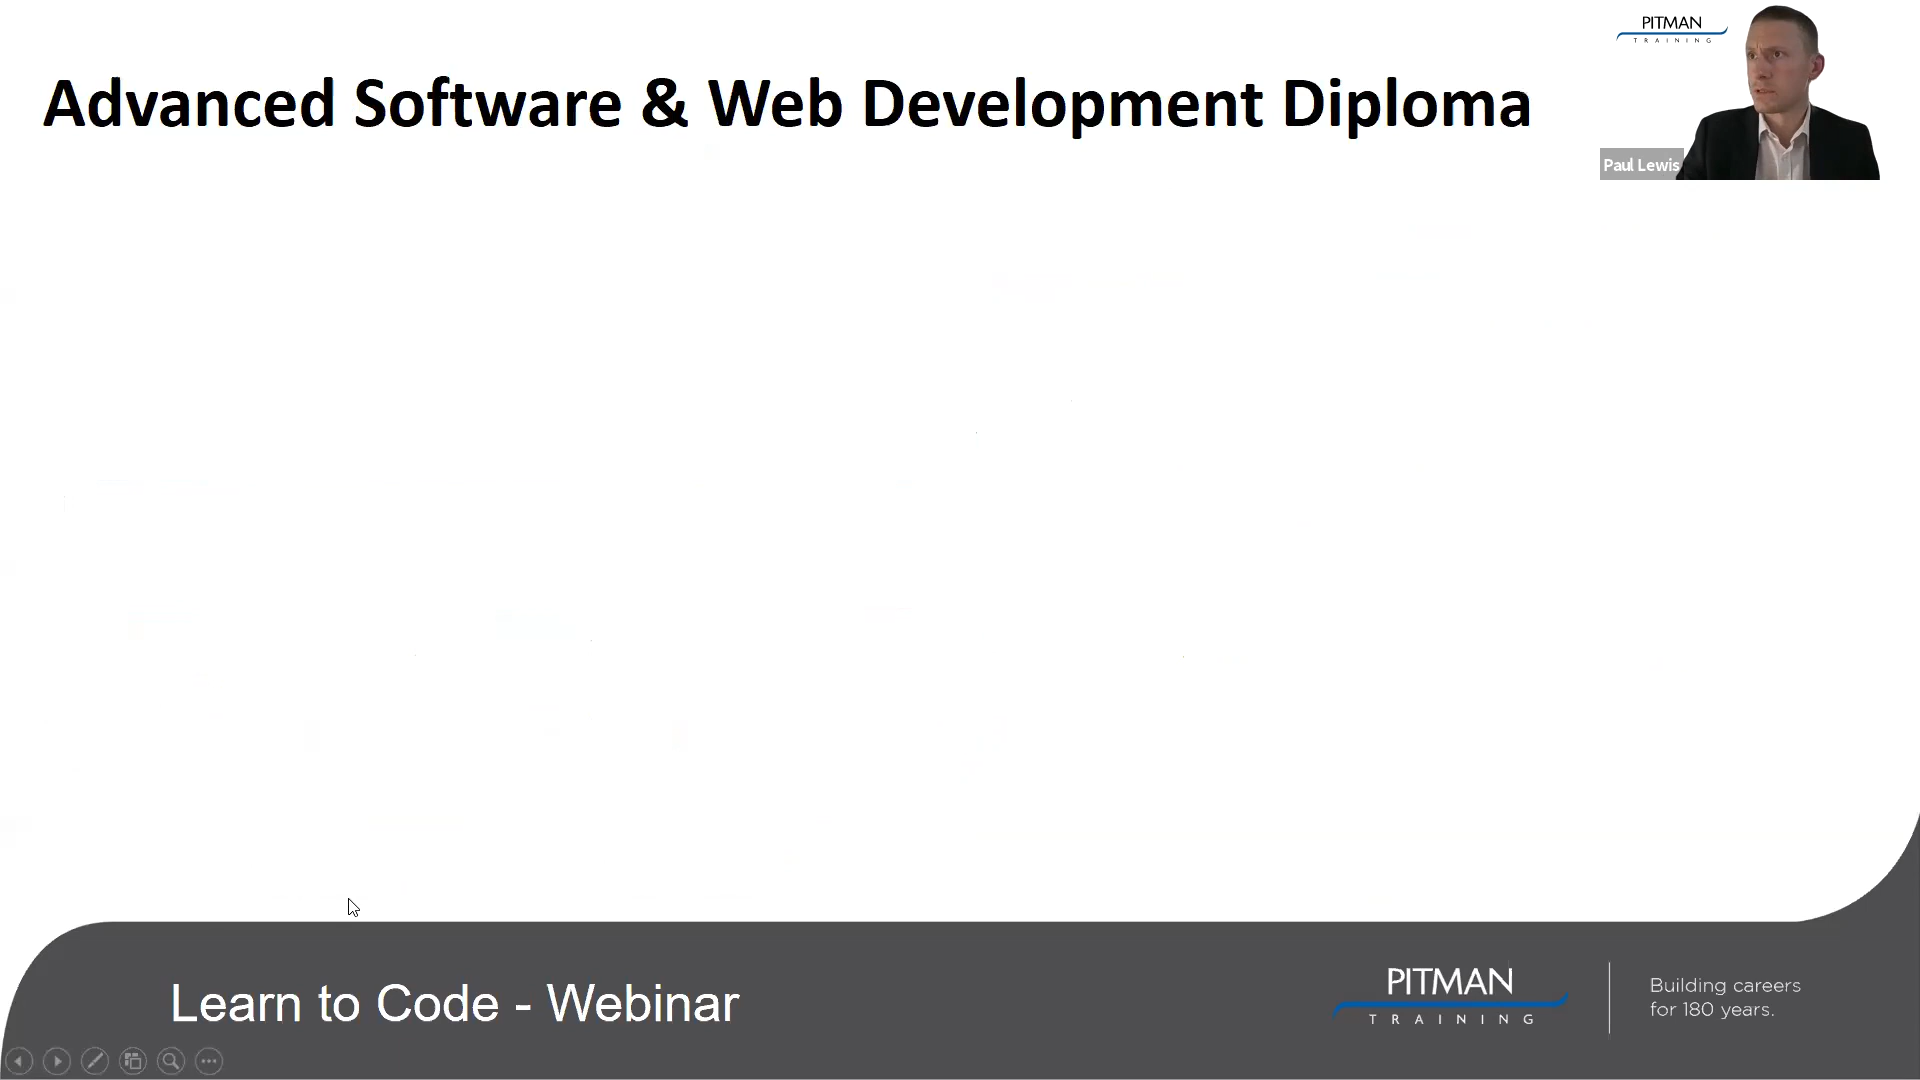 PITMAN
TRAINING
Advanced Software & Web Development Diploma
Paul Lewis
Learn to Code - Webinar
PITMAN
TRAINING
Building careers
for 180 years.